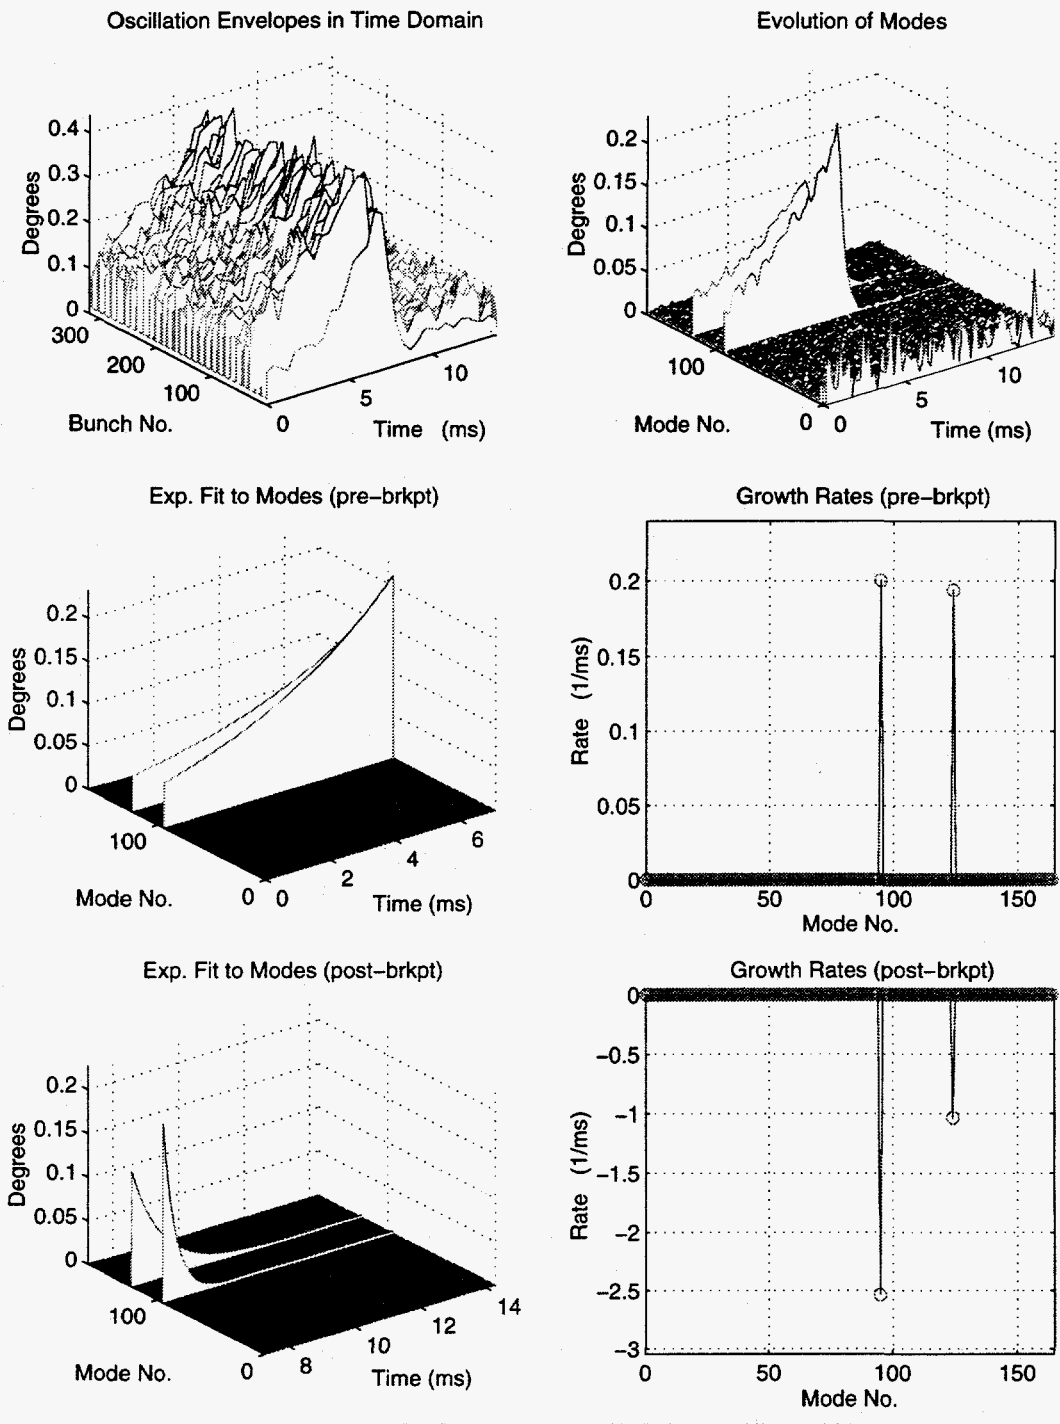 Oscillation Envelopes in Time Domain
0.4
0.3
0.2
0.1
0
Degrees
300
200
100
Bunch No.
0
5
10
Time (ms)
Evolution of Modes
0.2
0.15
0.1
0.05
0
Degrees
100
0
Mode No.
0
5
10
Time (ms)
Exp. Fit to Modes (pre–brkpt)
0.2
0.15
0.1
0.05
0
Degrees
100
0
Mode No.
0
2
4
6
Time (ms)
Growth Rates (pre–brkpt)
0.2
0.15
0.1
0.05
0
Rate (1/ms)
0
50
100
150
Mode No.
Exp. Fit to Modes (post–brkpt)
0.2
0.15
0.1
0.05
0
Degrees
100
0
Mode No.
8
10
12
14
Time (ms)
Growth Rates (post–brkpt)
0
–0.5
–1
–1.5
–2
–2.5
–3
Rate (1/ms)
0
50
100
150
Mode No.